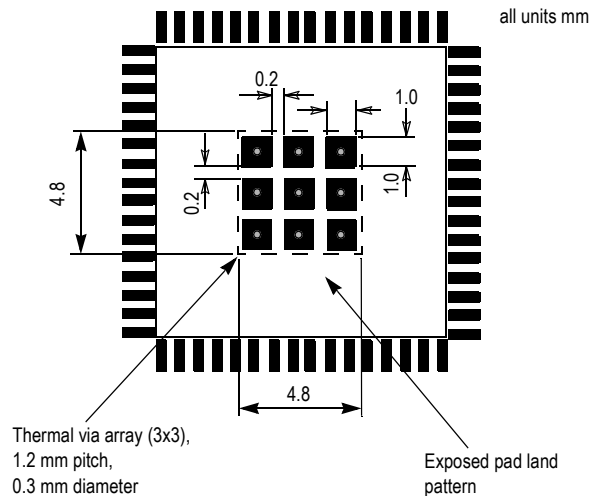 all units mm
0.2
1.0
4.8
0.2
1.0
4.8
Thermal via array (3x3),
1.2 mm pitch,
0.3 mm diameter
Exposed pad land
pattern